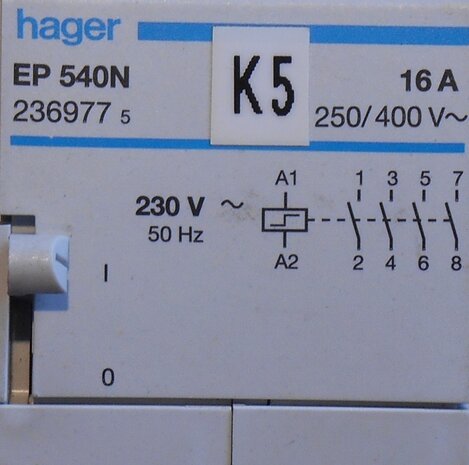 hager
EP 540N
236977 5
K5
16 A
250/400 V~
230 V ~
50 Hz
A1
A2
1 3 5 7
2 4 6 8
I
0